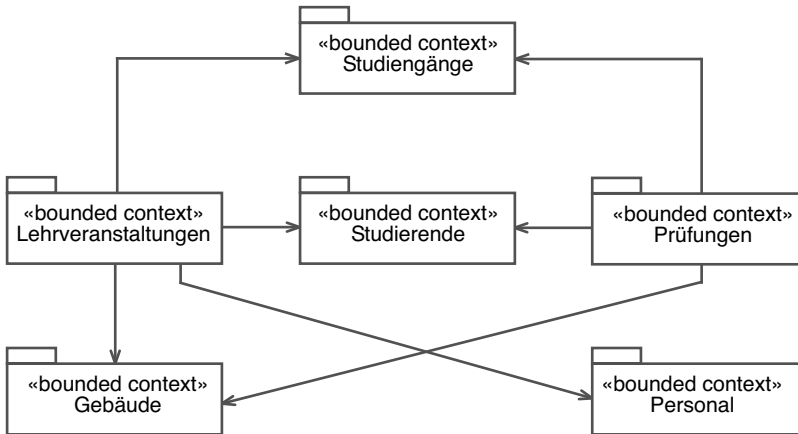 «bounded context»
Studiengänge
«bounded context»
Lehrveranstaltungen
«bounded context»
Studierende
«bounded context»
Prüfungen
«bounded context»
Gebäude
«bounded context»
Personal